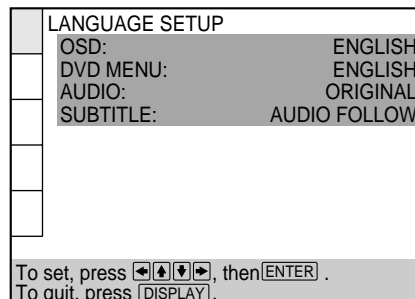 LANGUAGE SETUP
OSD: ENGLISH
DVD MENU: ENGLISH
AUDIO: ORIGINAL
SUBTITLE: AUDIO FOLLOW
To set, press ←↑↓→, then ENTER .
To quit, press DISPLAY.